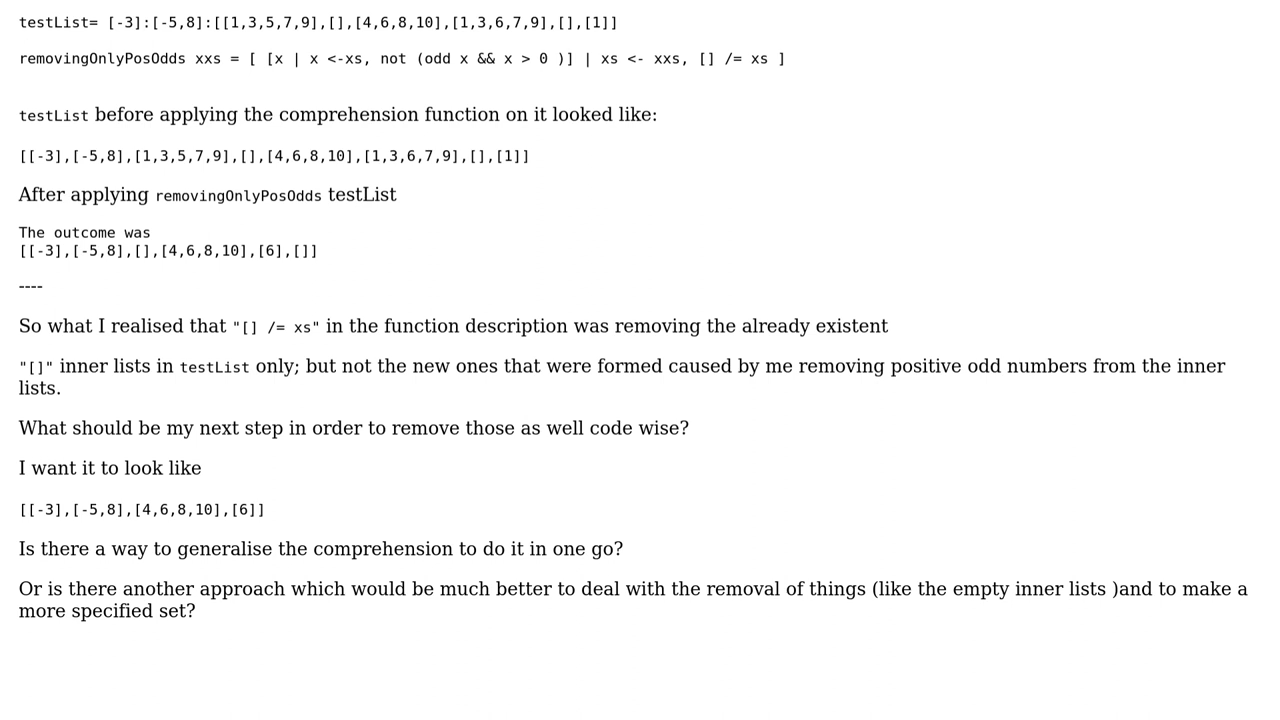 testList= [-3]:[-5,8]:[[1,3,5,7,9],[],[4,6,8,10],[1,3,6,7,9],[],[1]]
removingOnlyPosOdds xxs = [ [x | x <-xs, not (odd x && x > 0 )] | xs <- xxs, [] /= xs ]
testList before applying the comprehension function on it looked like:
[[-3],[-5,8],[1,3,5,7,9],[],[4,6,8,10],[1,3,6,7,9],[],[1]]
After applying removingOnlyPosOdds testList
The outcome was
[[-3],[-5,8],[],[4,6,8,10],[6],[]]
----
So what I realised that "[] /= xs" in the function description was removing the already existent
"[]" inner lists in testList only; but not the new ones that were formed caused by me removing positive odd numbers from the inner
lists.
What should be my next step in order to remove those as well code wise?
I want it to look like
[[-3],[-5,8],[4,6,8,10],[6]]
Is there a way to generalise the comprehension to do it in one go?
Or is there another approach which would be much better to deal with the removal of things (like the empty inner lists )and to make a
more specified set?